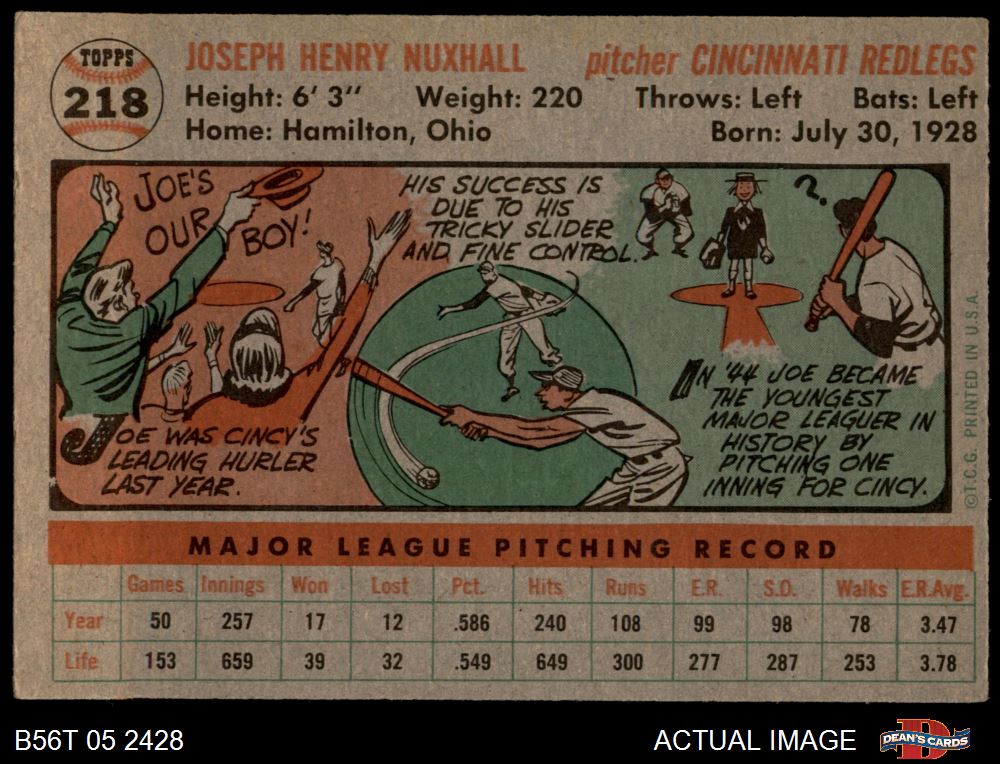 TOPPS
218
JOSEPH HENRY NUXHALL pitcher CINCINNATI REDLEGS
Height: 6' 3" Weight: 220 Throws: Left Bats: Left
Home: Hamilton, Ohio Born: July 30, 1928
JOE'S
OUR
BOY!
JOE WAS CINCY'S
LEADING HURLER
LAST YEAR.
HIS SUCCESS IS
DUE TO HIS
TRICKY SLIDER
AND FINE CONTROL.
?
IN '44 JOE BECAME
THE YOUNGEST
MAJOR LEAGUER IN
HISTORY BY
PITCHING ONE
INNING FOR CINCY.
©T.C.G. PRINTED IN U.S.A.
MAJOR LEAGUE PITCHING RECORD
Games Innings Won Lost Pct. Hits Runs E.R. S.O. Walks E.R.Avg.
Year 50 257 17 12 .586 240 108 99 98 78 3.47
Life 153 659 39 32 .549 649 300 277 287 253 3.78
B56T 05 2428 ACTUAL IMAGE
D
DEAN'S CARDS